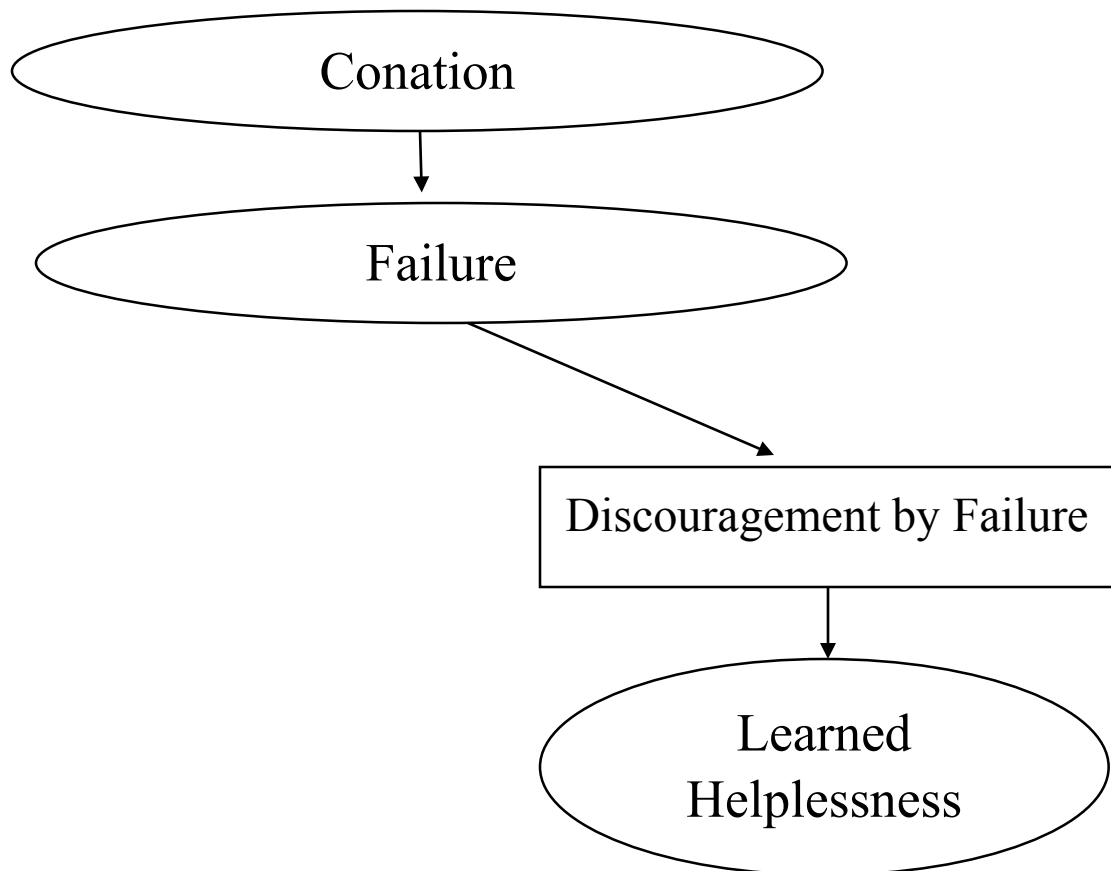 Conation
Failure
Discouragement by Failure
Learned
Helplessness